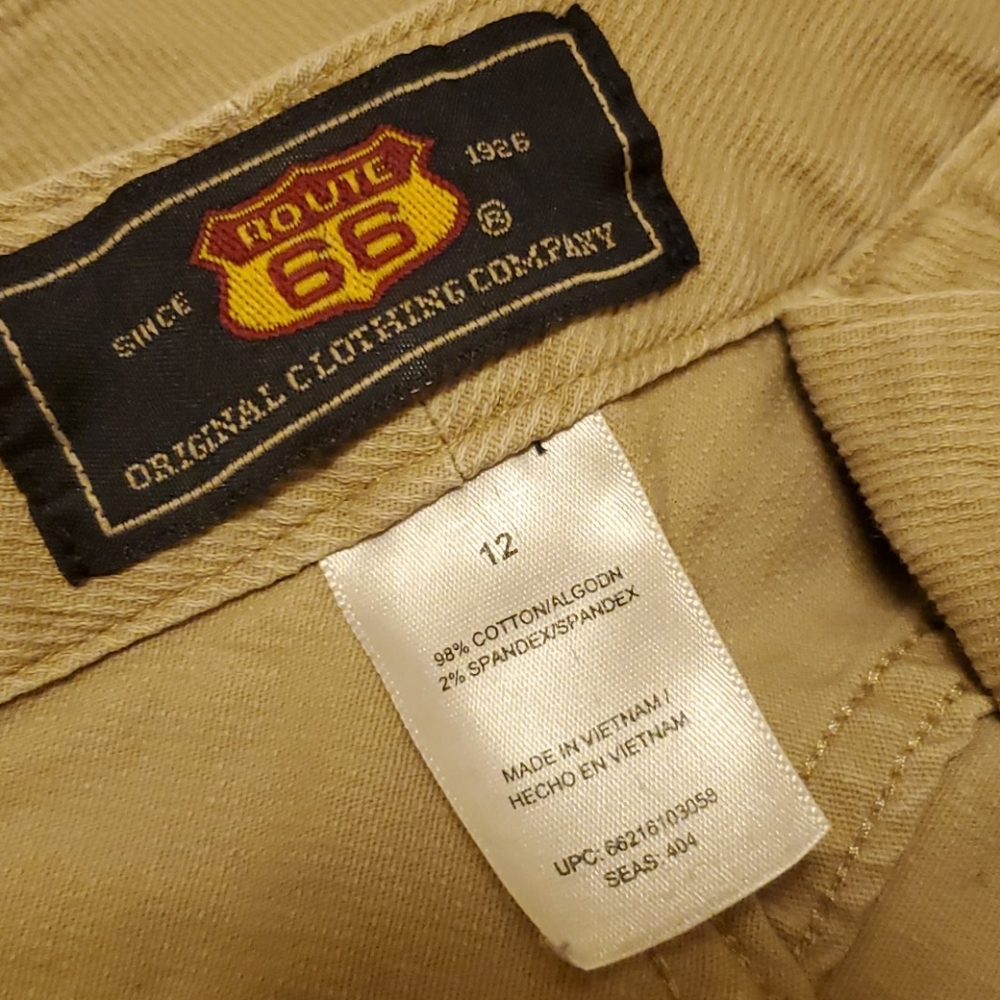 ROUTE
66
®
SINCE 1926
ORIGINAL CLOTHING COMPANY
12
98% COTTON/ALGODN
2% SPANDEX/SPANDEX
MADE IN VIETNAM /
HECHO EN VIETNAM
UPC: 66216103059
SEAS: 404